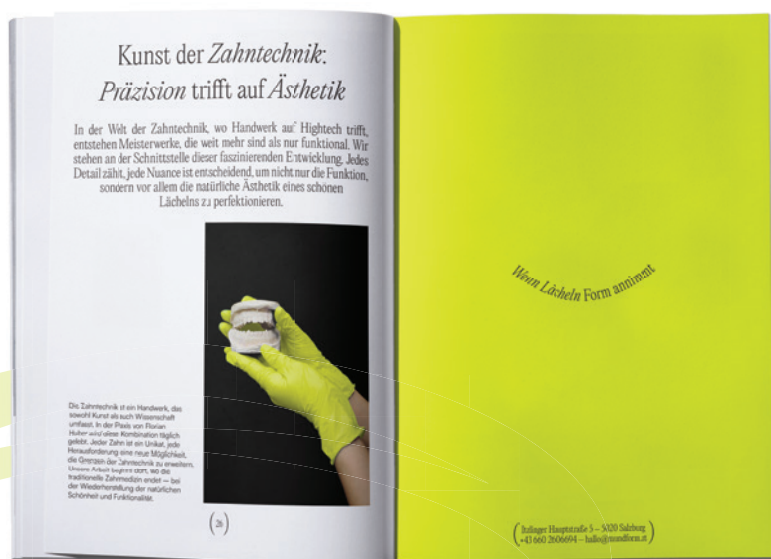 Kunst der Zahntechnik:
Präzision trifft auf Ästhetik
In der Welt der Zahntechnik, wo Handwerk auf Hightech trifft,
entstehen Meisterwerke, die weit mehr sind als nur funktional. Wir
stehen an der Schnittstelle dieser faszinierenden Entwicklung. Jedes
Detail zählt, jede Nuance ist entscheidend, um nicht nur die Funktion,
sondern vor allem die natürliche Ästhetik eines schönen
Lächelns zu perfektionieren.
Die Zahntechnik ist ein Handwerk, das
sowohl Kunst als auch Wissenschaft
umfasst. In der Praxis von Florian
Hutter wird diese Kombination täglich
gelebt. Jeder Zahn ist ein Unikat, jede
Herausforderung eine neue Möglichkeit,
die Grenzen der Zahntechnik zu erweitern.
Unsere Arbeit beginnt dort, wo die
traditionelle Zahnmedizin endet — bei
der Wiederherstellung der natürlichen
Schönheit und Funktionalität.
(26)
Wenn Lächeln Form annimmt
(Itzlinger Hauptstraße 5 – 5020 Salzburg
+43 660 2606694 – hallo@mundform.at)